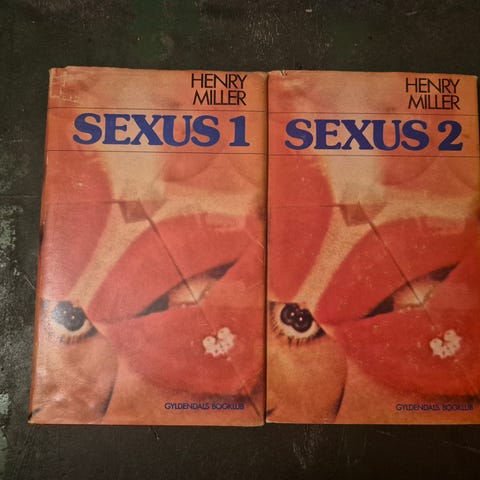 HENRY
MILLER
SEXUS 1
GYLDENDALS BOGKLUB
HENRY
MILLER
SEXUS 2
GYLDENDALS BOGKLUB